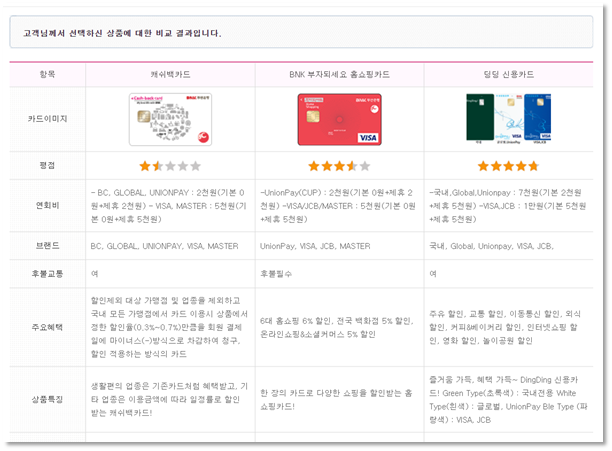 고객님께서 선택하신 상품에 대한 비교 결과입니다.
항목 캐쉬백카드 BNK 부자되세요 홈쇼핑카드 딩딩 신용카드
카드이미지
Cash back card BNK 부산은행
VISA
VISA
평점
연회비
- BC, GLOBAL, UNIONPAY : 2천원(기본 0원+제휴 2천원) - VISA, MASTER : 5천원(기본 0원+제휴 5천원)
-UnionPay(CUP) : 2천원(기본 0원+제휴 2천원) -VISA/JCB/MASTER : 5천원(기본 0원+제휴 5천원)
-국내,Global,Unionpay : 7천원(기본 2천원+제휴 5천원) -VISA,JCB : 1만원(기본 5천원+제휴 5천원)
브랜드 BC, GLOBAL, UNIONPAY, VISA, MASTER UnionPay, VISA, JCB, MASTER 국내, Global, Unionpay, VISA, JCB,
후불교통 여 후불필수 여
주요혜택
할인제외 대상 가맹점 및 업종을 제외하고
국내 모든 가맹점에서 카드 이용시 상품에서
정한 할인율(0.3%~0.7%)만큼을 회원 결제
일에 마이너스(-)방식으로 차감하여 청구,
할인 적용하는 방식의 카드
6대 홈쇼핑 6% 할인, 전국 백화점 5% 할인,
온라인쇼핑&소셜커머스 5% 할인
주유 할인, 교통 할인, 이동통신 할인, 외식
할인, 커피&베이커리 할인, 인터넷쇼핑 할
인, 영화 할인, 놀이공원 할인
상품특징
생활편의 업종은 기존카드처럼 혜택받고, 기
타 업종은 이용금액에 따라 일정률로 할인
받는 캐쉬백카드!
한 장의 카드로 다양한 쇼핑을 할인받는 홈
쇼핑카드!
즐거움 가득, 혜택 가득~ DingDing 신용카
드! Green Type(초록색) : 국내전용 White
Type(흰색) : 글로벌, UnionPay Ble Type (파
랑색) : VISA, JCB